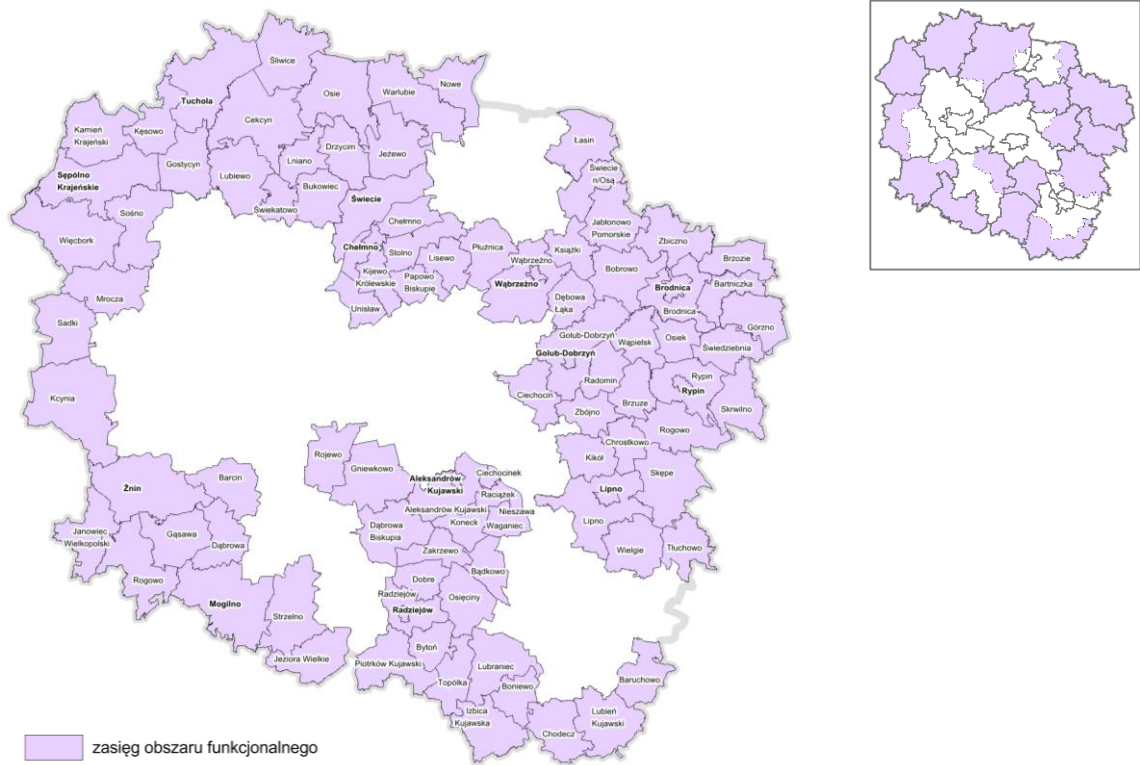 Śliwice
Nowe
Osie
Warlubie
Tuchola
Cekcyn
Kamień
Krajeński
Kęsowo
Łasin
Drzycim
Lniano
Jeżewo
Gostycyn
Lubiewo
Świecie
n/Osą
Sępólno
Krajeńskie
Bukowiec
Świecie
Świekatowo
Sośno
Chełmno
Jabłonowo
Pomorskie
Więcbork
Zbiczno
Chełmno
Stolno
Płużnica
Książki
Lisewo
Wąbrzeźno
Brzozie
Bobrowo
Kijewo
Królewskie
Papowo
Biskupie
Wąbrzeźno
Bartniczka
Brodnica
Mrocza
Dębowa
Łąka
Unisław
Brodnica
Sadki
Górzno
Golub-Dobrzyń
Wąpielsk
Osiek
Świedziebnia
Golub-Dobrzyń
Rypin
Radomin
Rypin
Kcynia
Ciechocin
Brzuze
Skrwilno
Zbójno
Rogowo
Chrostkowo
Rojewo
Kikół
Gniewkowo
Skępe
Ciechocinek
Aleksandrów
Kujawski
Barcin
Żnin
Lipno
Raciążek
Aleksandrów Kujawski
Nieszawa
Lipno
Koneck
Waganiec
Dąbrowa
Biskupia
Janowiec
Wielkopolski
Gąsawa
Dąbrowa
Zakrzewo
Wielgie
Tłuchowo
Bądkowo
Rogowo
Dobre
Radziejów
Osięciny
Mogilno
Radziejów
Strzelno
Bytoń
Jeziora Wielkie
Piotrków Kujawski
Lubraniec
Baruchowo
Topólka
Boniewo
Izbica
Kujawska
Lubień
Kujawski
Chodecz
zasięg obszaru funkcjonalnego